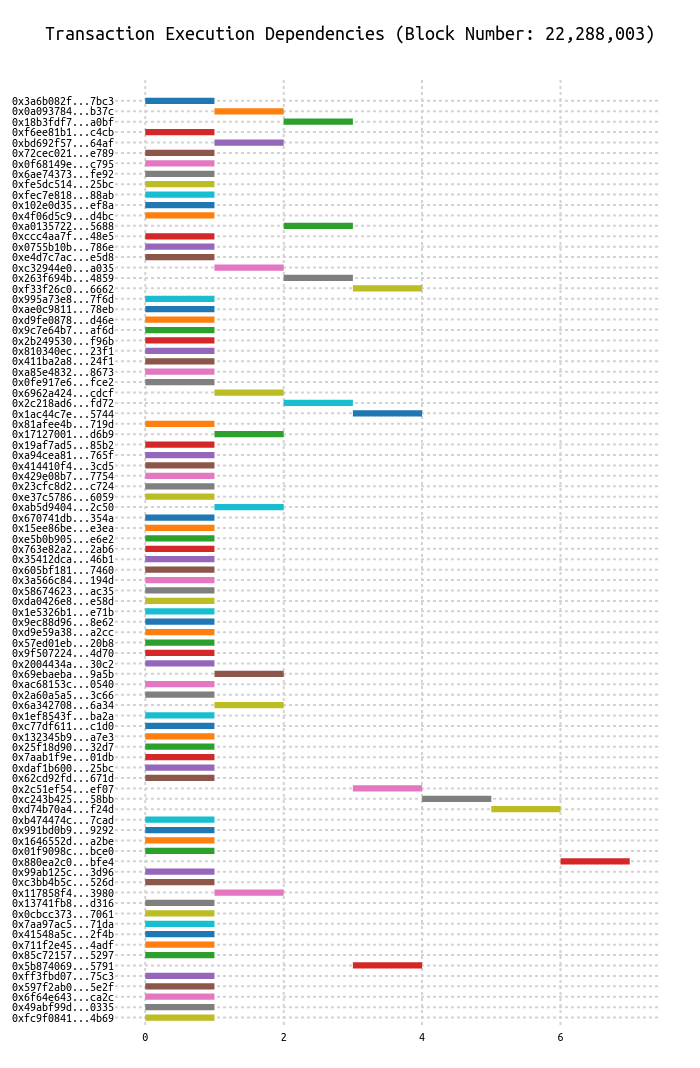 Transaction Execution Dependencies (Block Number: 22,288,003)
0x3a6b082f...7bc3
0x0a093784...b37c
0x18b3fdf7...a0bf
0xf6ee81b1...c4cb
0xbd692f57...64af
0x72cec021...e789
0x0f68149e...c795
0x6ae74373...fe92
0xfe5dc514...25bc
0xfec7e818...88ab
0x102e0d35...ef8a
0x4f06d5c9...d4bc
0xa0135722...5688
0xccc4aa7f...48e5
0x0755b10b...786e
0xe4d7c7ac...e5d8
0xc32944e0...a035
0x263f694b...4859
0xf33f26c0...6662
0x995a73e8...7f6d
0xae0c9811...78eb
0xd9fe0878...d46e
0x9c7e64b7...af6d
0x2b249530...f96b
0x810340ec...23f1
0x411ba2a8...24f1
0xa85e4832...8673
0x0fe917e6...fce2
0x6962a424...cdcf
0x2c218ad6...fd72
0x1ac44c7e...5744
0x81afee4b...719d
0x17127001...d6b9
0x19af7ad5...85b2
0xa94cea81...765f
0x414410f4...3cd5
0x429e08b7...7754
0x23cfc8d2...c724
0xe37c5786...6059
0xab5d9404...2c50
0x670741db...354a
0x15ee86be...e3ea
0xe5b0b905...e6e2
0x763e82a2...2ab6
0x35412dca...46b1
0x605bf181...7460
0x3a566c84...194d
0x58674623...ac35
0xda0426e8...e58d
0x1e5326b1...e71b
0x9ec88d96...8e62
0xd9e59a38...a2cc
0x57ed01eb...20b8
0x9f507224...4d70
0x2004434a...30c2
0x69ebaeba...9a5b
0xac68153c...0540
0x2a60a5a5...3c66
0x6a342708...6a34
0x1ef8543f...ba2a
0xc77df611...c1d0
0x132345b9...a7e3
0x25f18d90...32d7
0x7aab1f9e...01db
0xdaf1b600...25bc
0x62cd92fd...671d
0x2c51ef54...ef07
0xc243b425...58bb
0xd74b70a4...f24d
0xb474474c...7cad
0x991bd0b9...9292
0x1646552d...a2be
0x01f9098c...bce0
0x880ea2c0...bfe4
0x99ab125c...3d96
0xc3bb4b5c...526d
0x117858f4...3980
0x13741fb8...d316
0x0cbcc373...7061
0x7aa97ac5...71da
0x41548a5c...2f4b
0x711f2e45...4adf
0x85c72157...5297
0x5b874069...5791
0xff3fbd07...75c3
0x597f2ab0...5e2f
0x6f64e643...ca2c
0x49abf99d...0335
0xfc9f0841...4b69
0 2 4 6